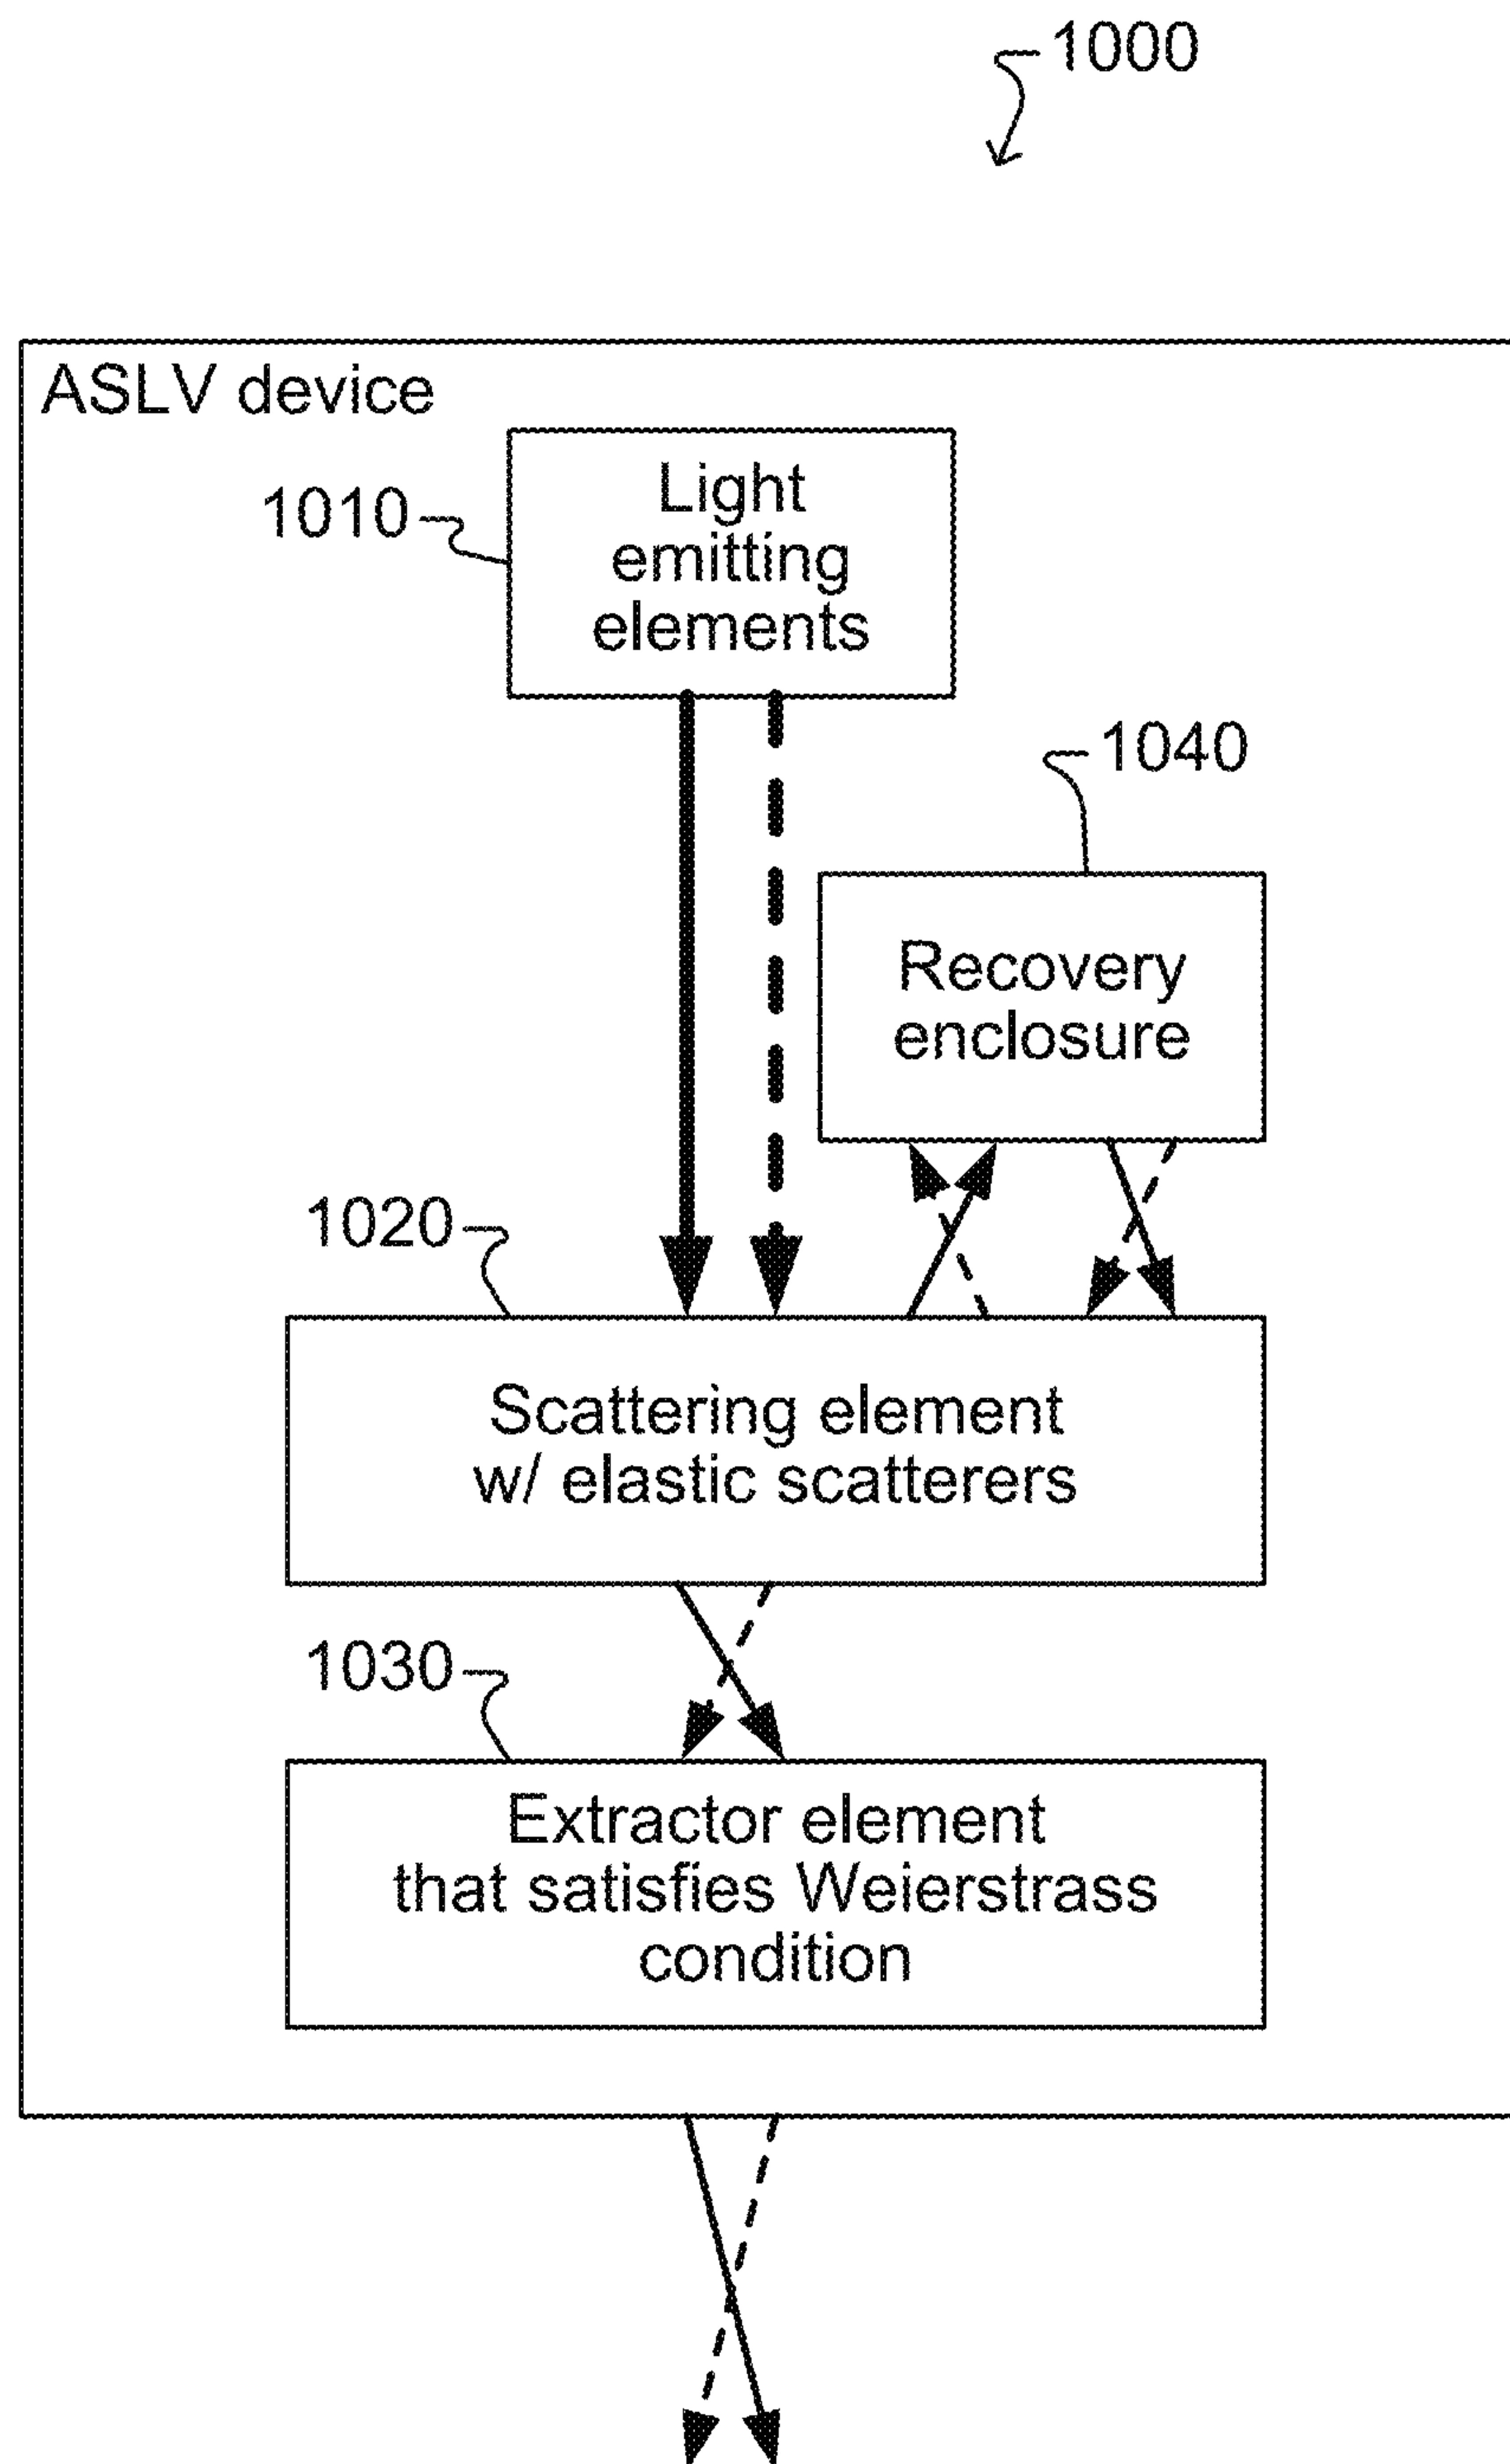 1000
ASLV device
1010
Light
emitting
elements
1040
Recovery
enclosure
1020
Scattering element
w/ elastic scatterers
1030
Extractor element
that satisfies Weierstrass
condition